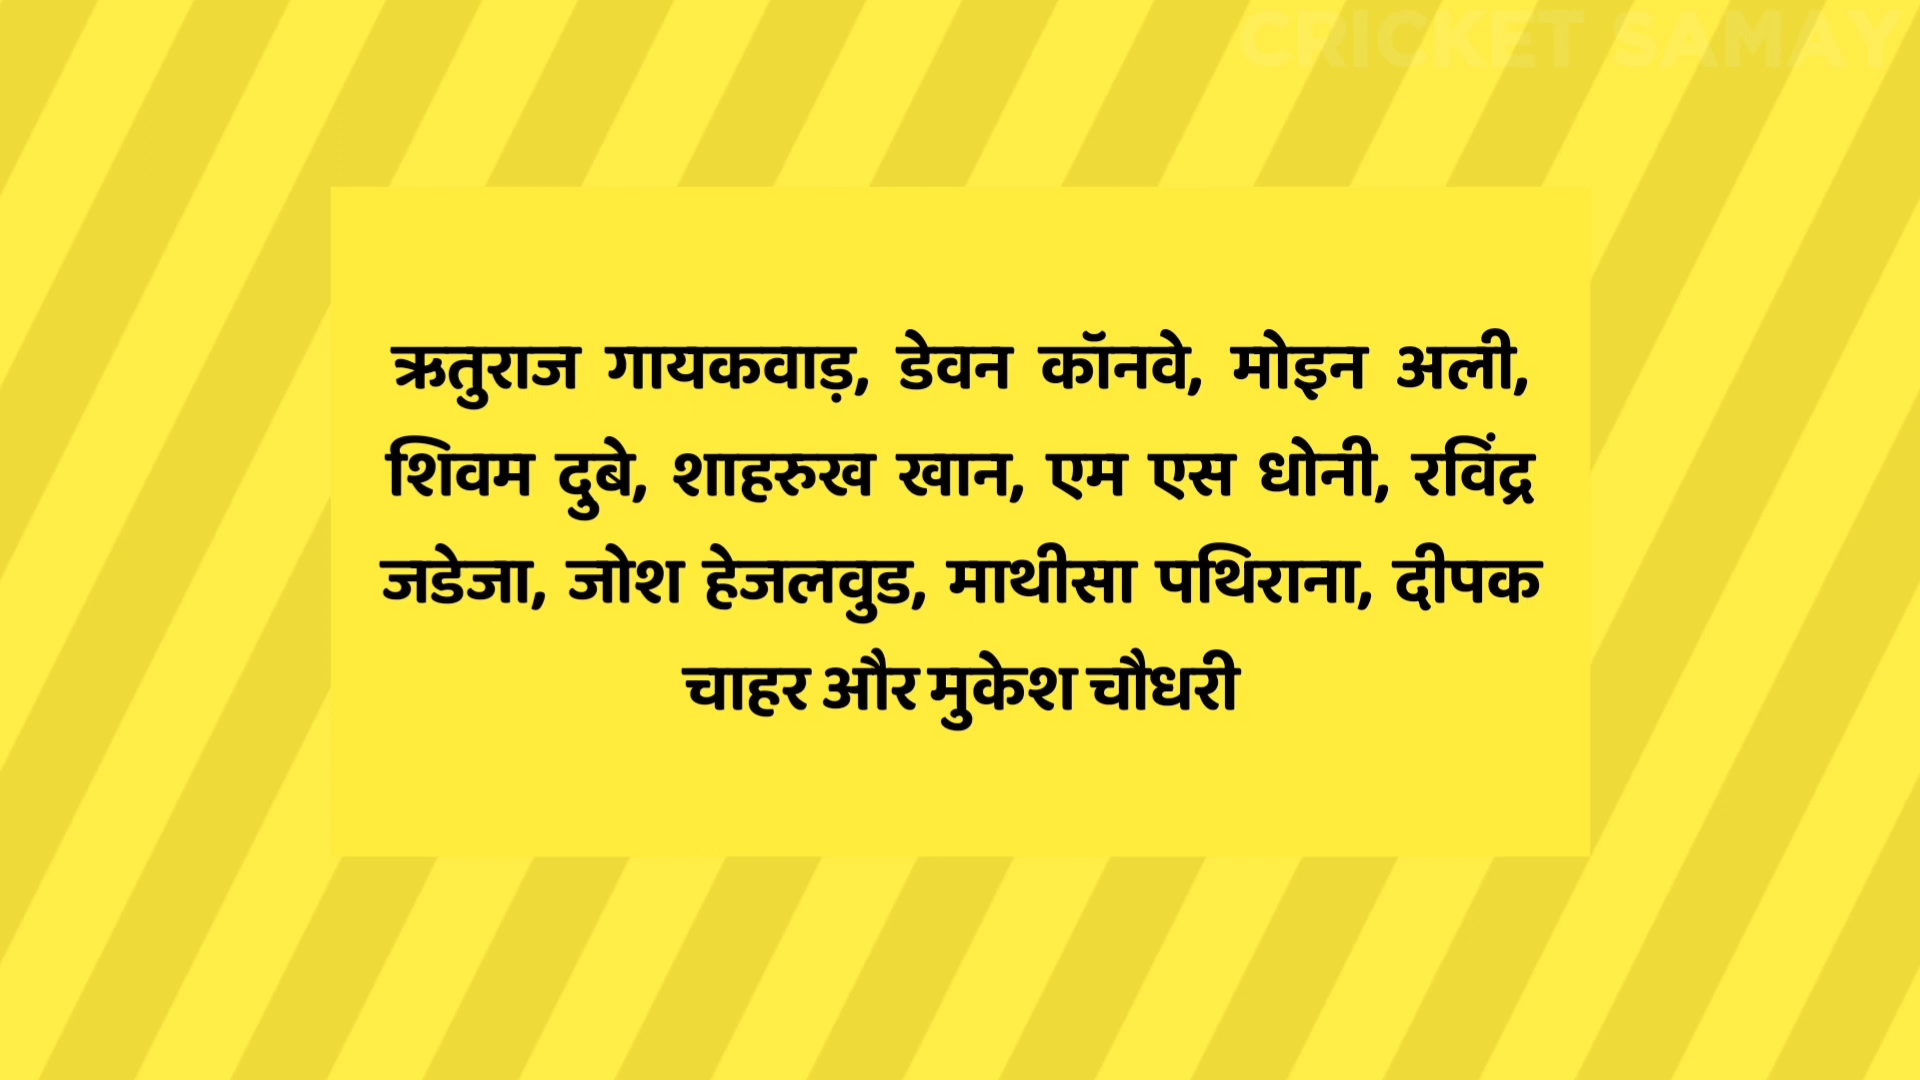 CRICKET SAMAY
ऋतुराज गायकवाड़, डेवन कॉनवे, मोइन अली,
शिवम दुबे, शाहरुख खान, एम एस धोनी, रविंद्र
जडेजा, जोश हेजलवुड, माथीसा पथिराना, दीपक
चाहर और मुकेश चौधरी